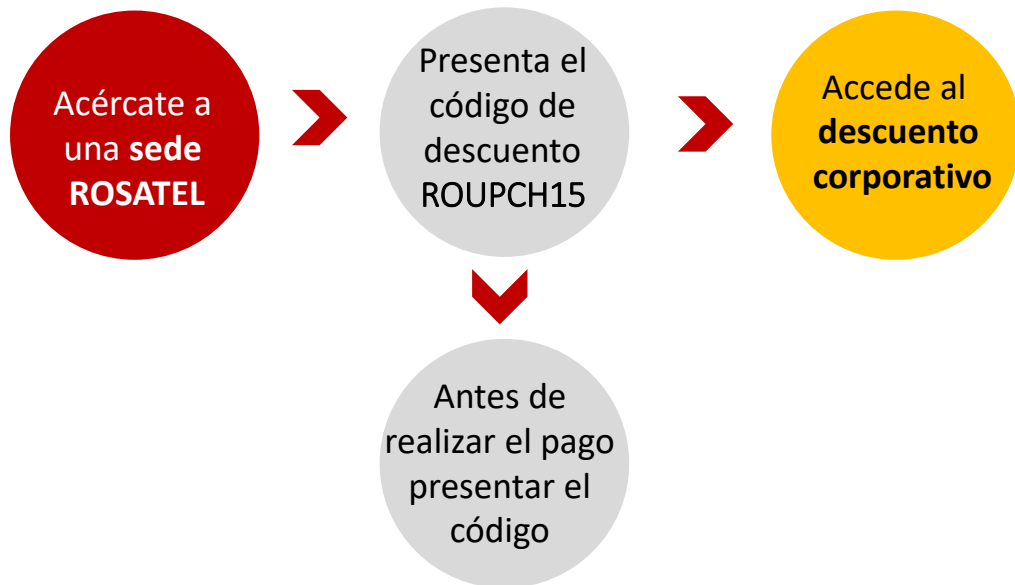 Acércate a
una sede
ROSATEL
Presenta el
código de
descuento
ROUPCH15
Accede al
descuento
corporativo
Antes de
realizar el pago
presentar el
código